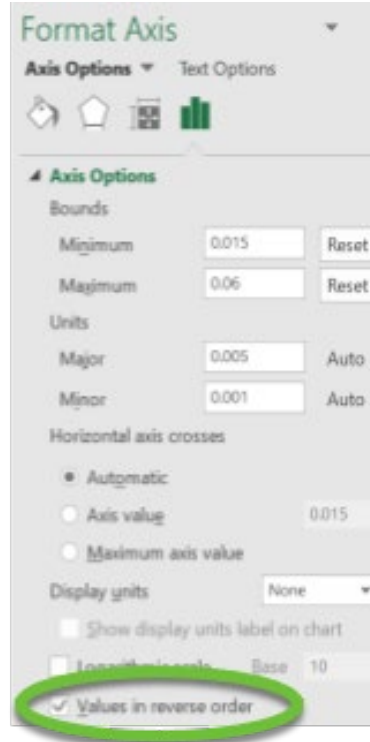 Format Axis
Axis Options Text Options
Axis Options
Bounds
Minimum 0.015 Reset
Maximum 0.06 Reset
Units
Major 0.005 Auto
Minor 0.001 Auto
Horizontal axis crosses
Automatic
Axis value 0.015
Maximum axis value
Display units None
Show display units label on chart
Logarithmic scale Base 10
Values in reverse order